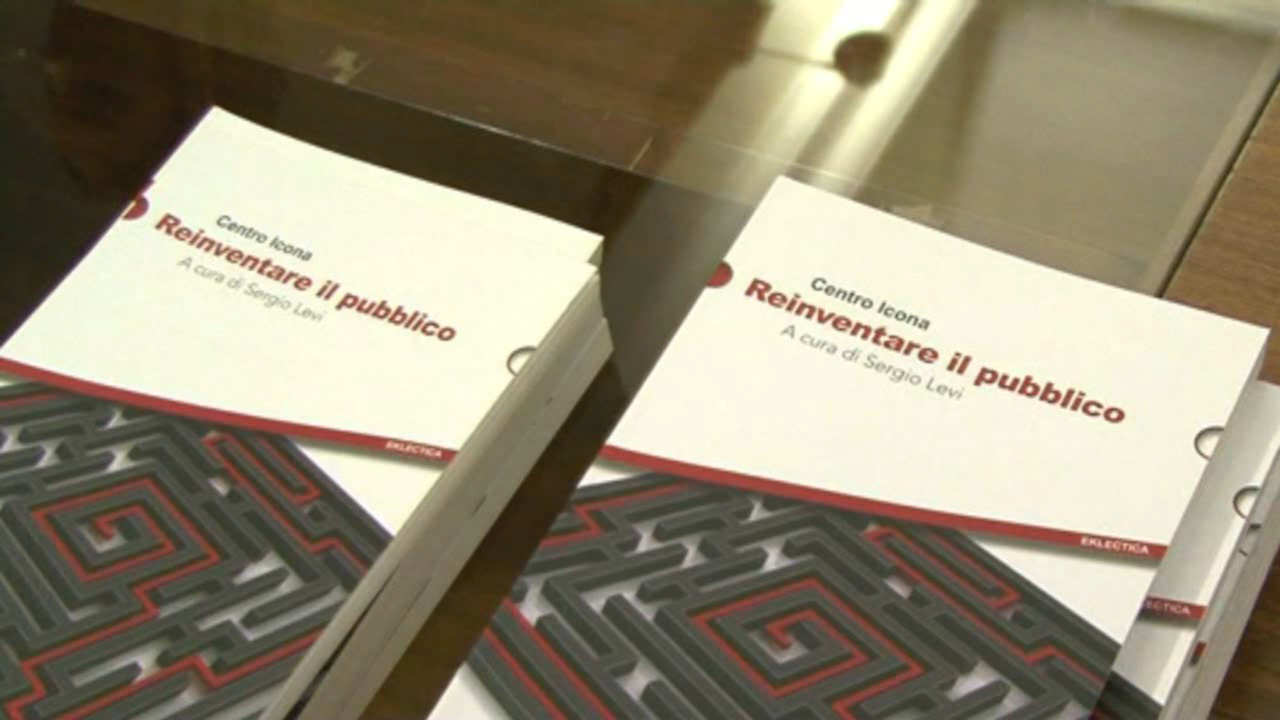 Centro Icona
Reinventare il pubblico
A cura di Sergio Levi
EKLECTICA
Centro Icona
Reinventare il pubblico
A cura di Sergio Levi
EKLECTICA
ECTICA